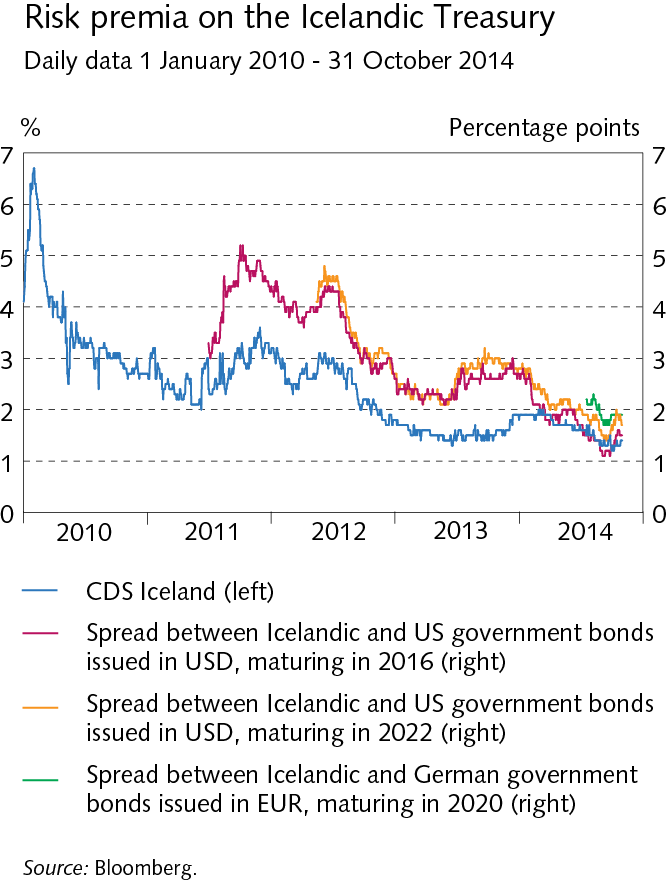 Risk premia on the Icelandic Treasury
Daily data 1 January 2010 - 31 October 2014
%
Percentage points
7
7
6
6
5
5
4
4
3
3
2
2
1
1
0
0
2010
2011
2012
2013
2014
CDS Iceland (left)
Spread between Icelandic and US government bonds
issued in USD, maturing in 2016 (right)
Spread between Icelandic and US government bonds
issued in USD, maturing in 2022 (right)
Spread between Icelandic and German government
bonds issued in EUR, maturing in 2020 (right)
Source: Bloomberg.